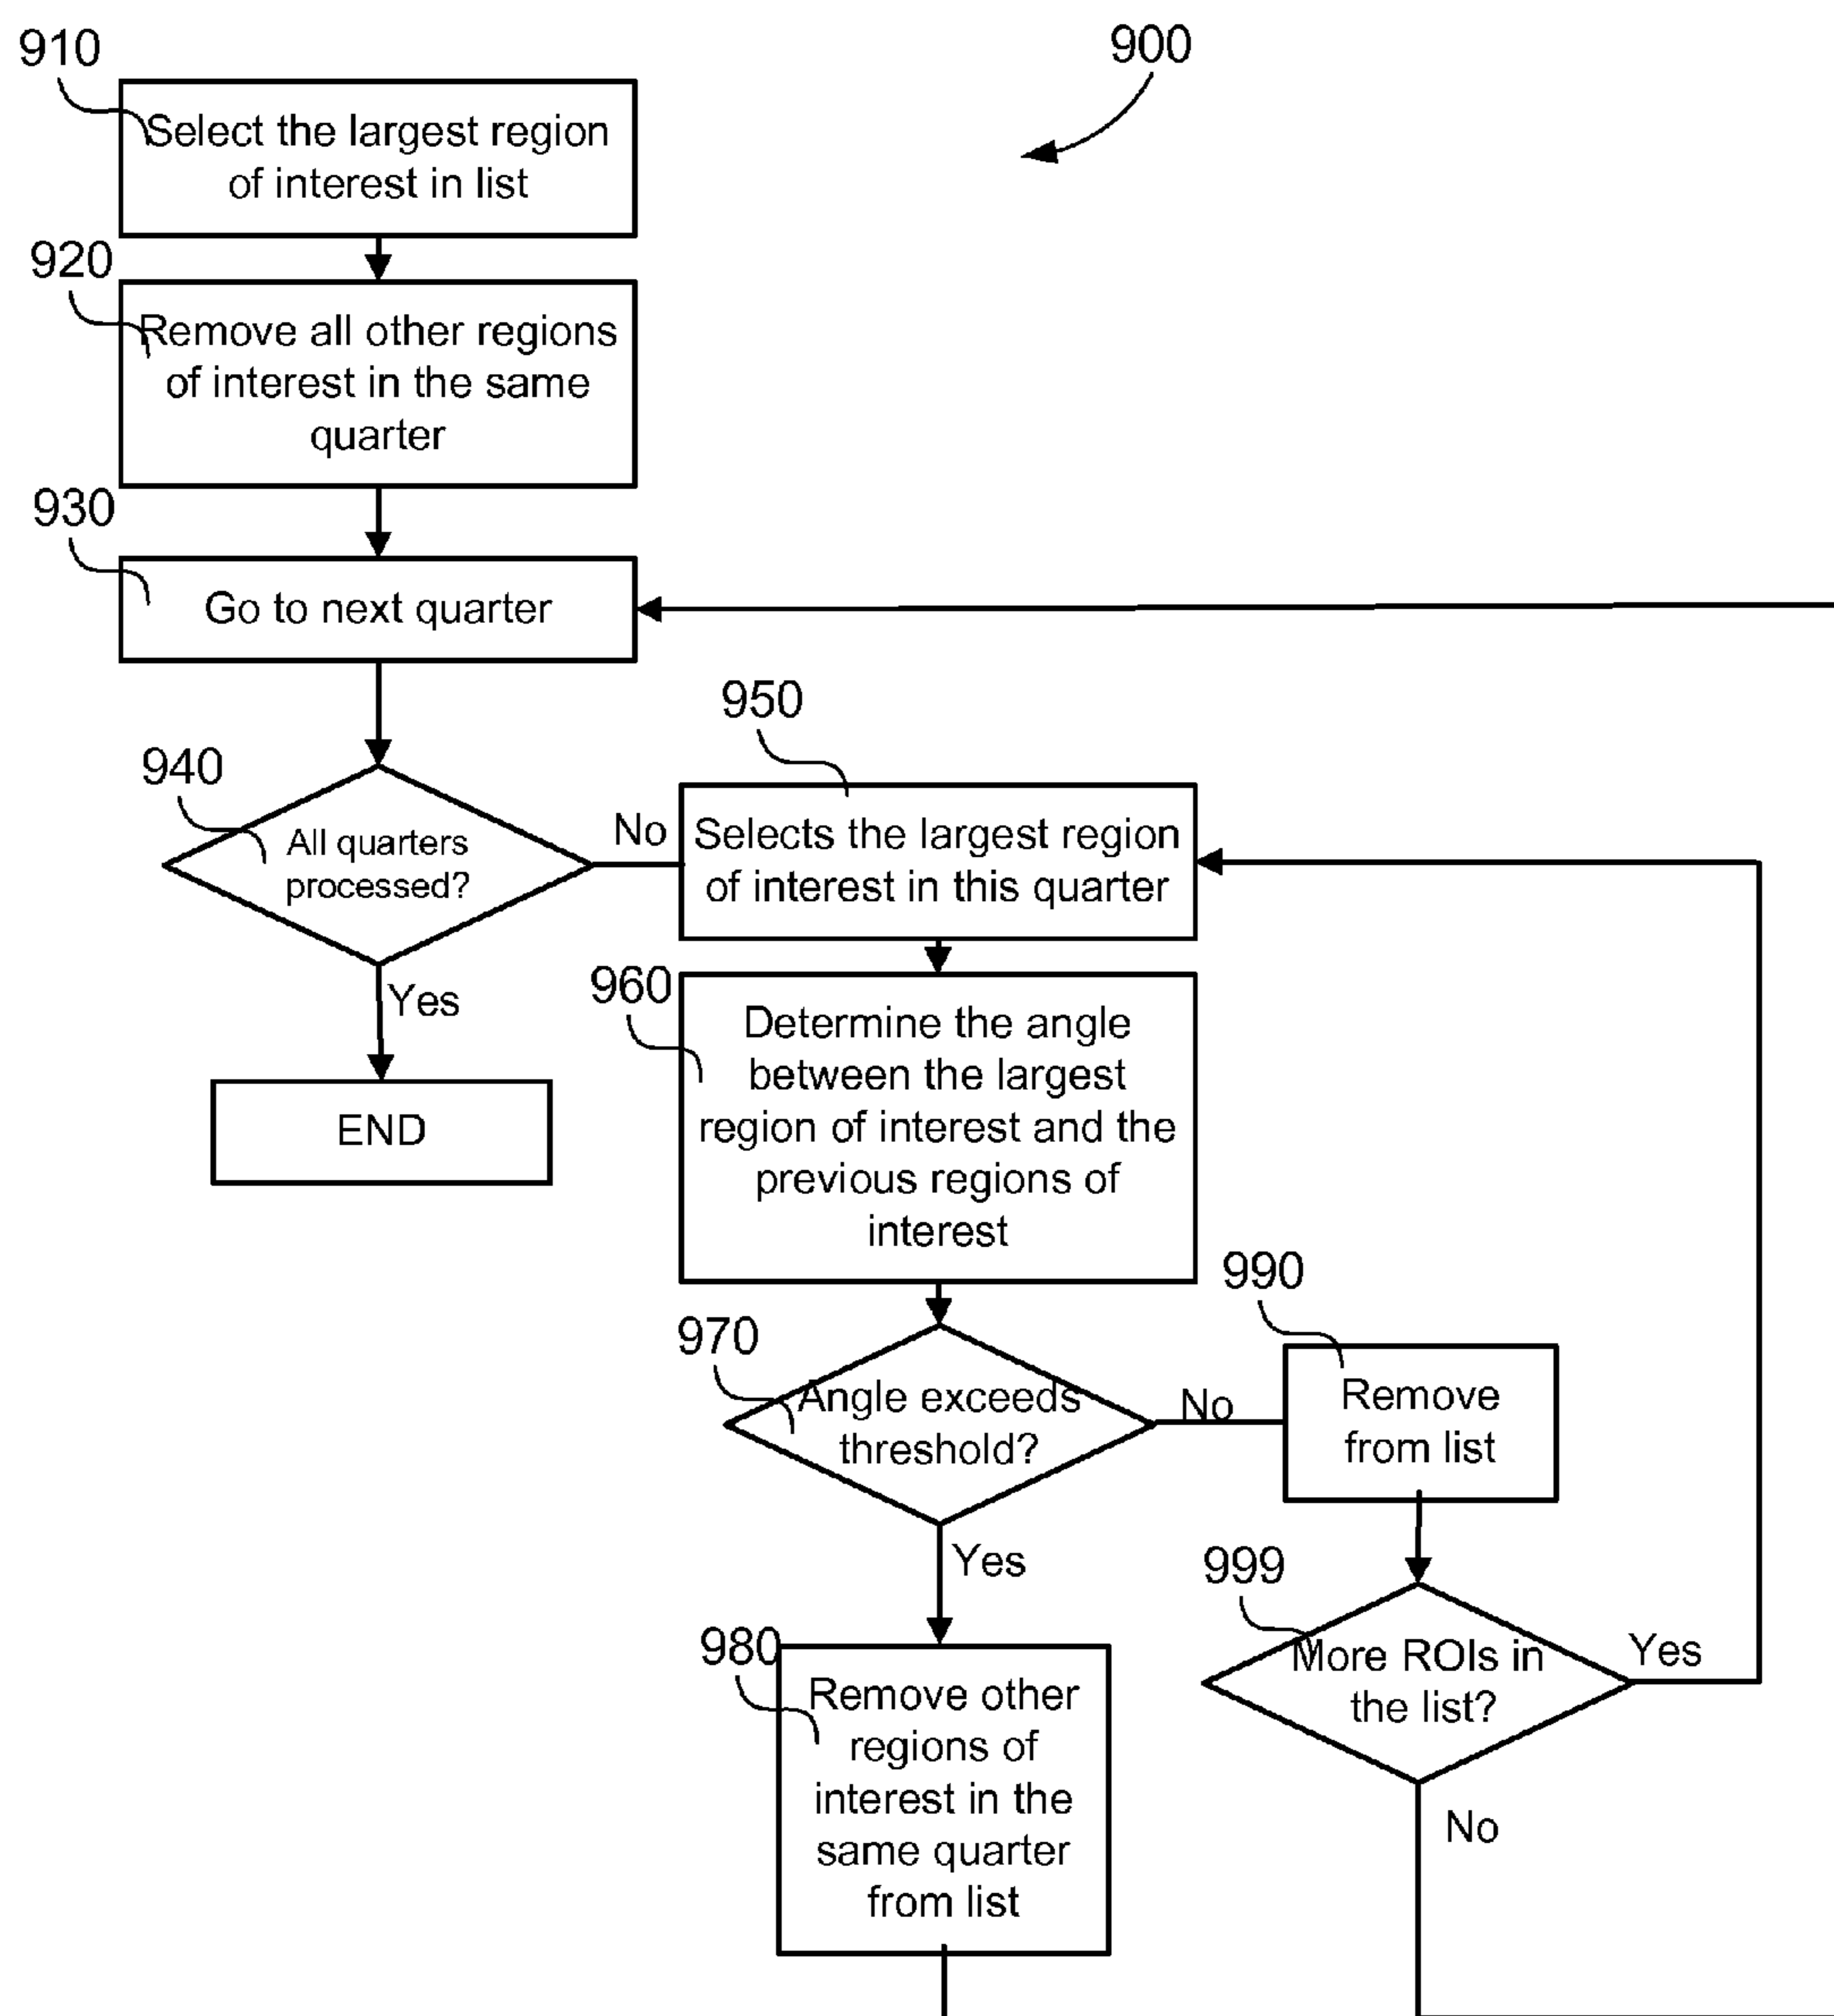 910
900
Select the largest region
of interest in list
920
Remove all other regions
of interest in the same
quarter
930
Go to next quarter
940
All quarters
processed?
No
Yes
END
950
Selects the largest region
of interest in this quarter
960
Determine the angle
between the largest
region of interest and the
previous regions of
interest
970
Angle exceeds
threshold?
No
Yes
990
Remove
from list
999
More ROIs in
the list?
Yes
No
980
Remove other
regions of
interest in the
same quarter
from list